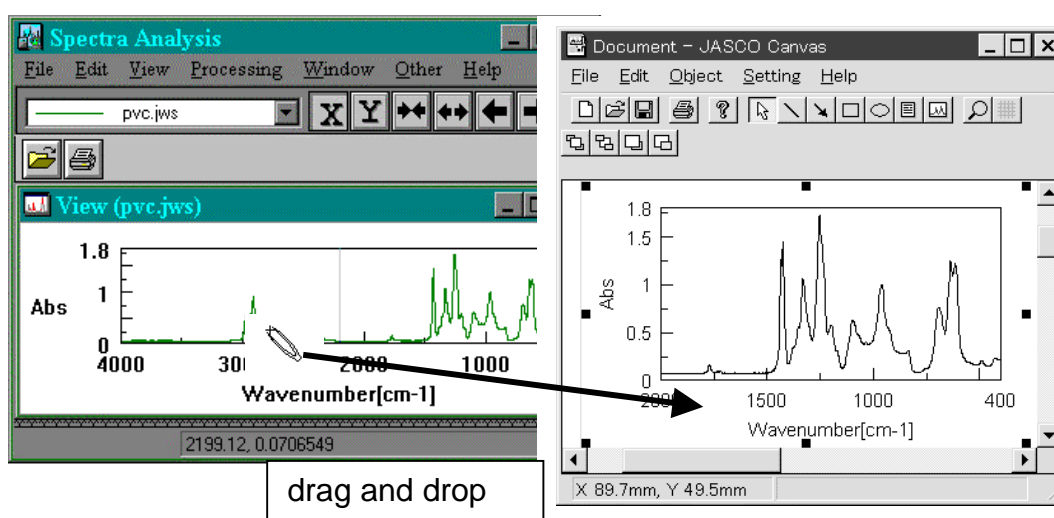 Spectra Analysis
File Edit View Processing Window Other Help
pvc.jws
X Y
View (pvc.jws)
1.8
Abs 1
0
4000 2000 1000
Wavenumber[cm-1]
2199.12, 0.0706549
drag and drop
Document - JASCO Canvas
File Edit Object Setting Help
1.8
1.5
Abs 1
0.5
0
1500 1000 400
Wavenumber[cm-1]
X 89.7mm, Y 49.5mm